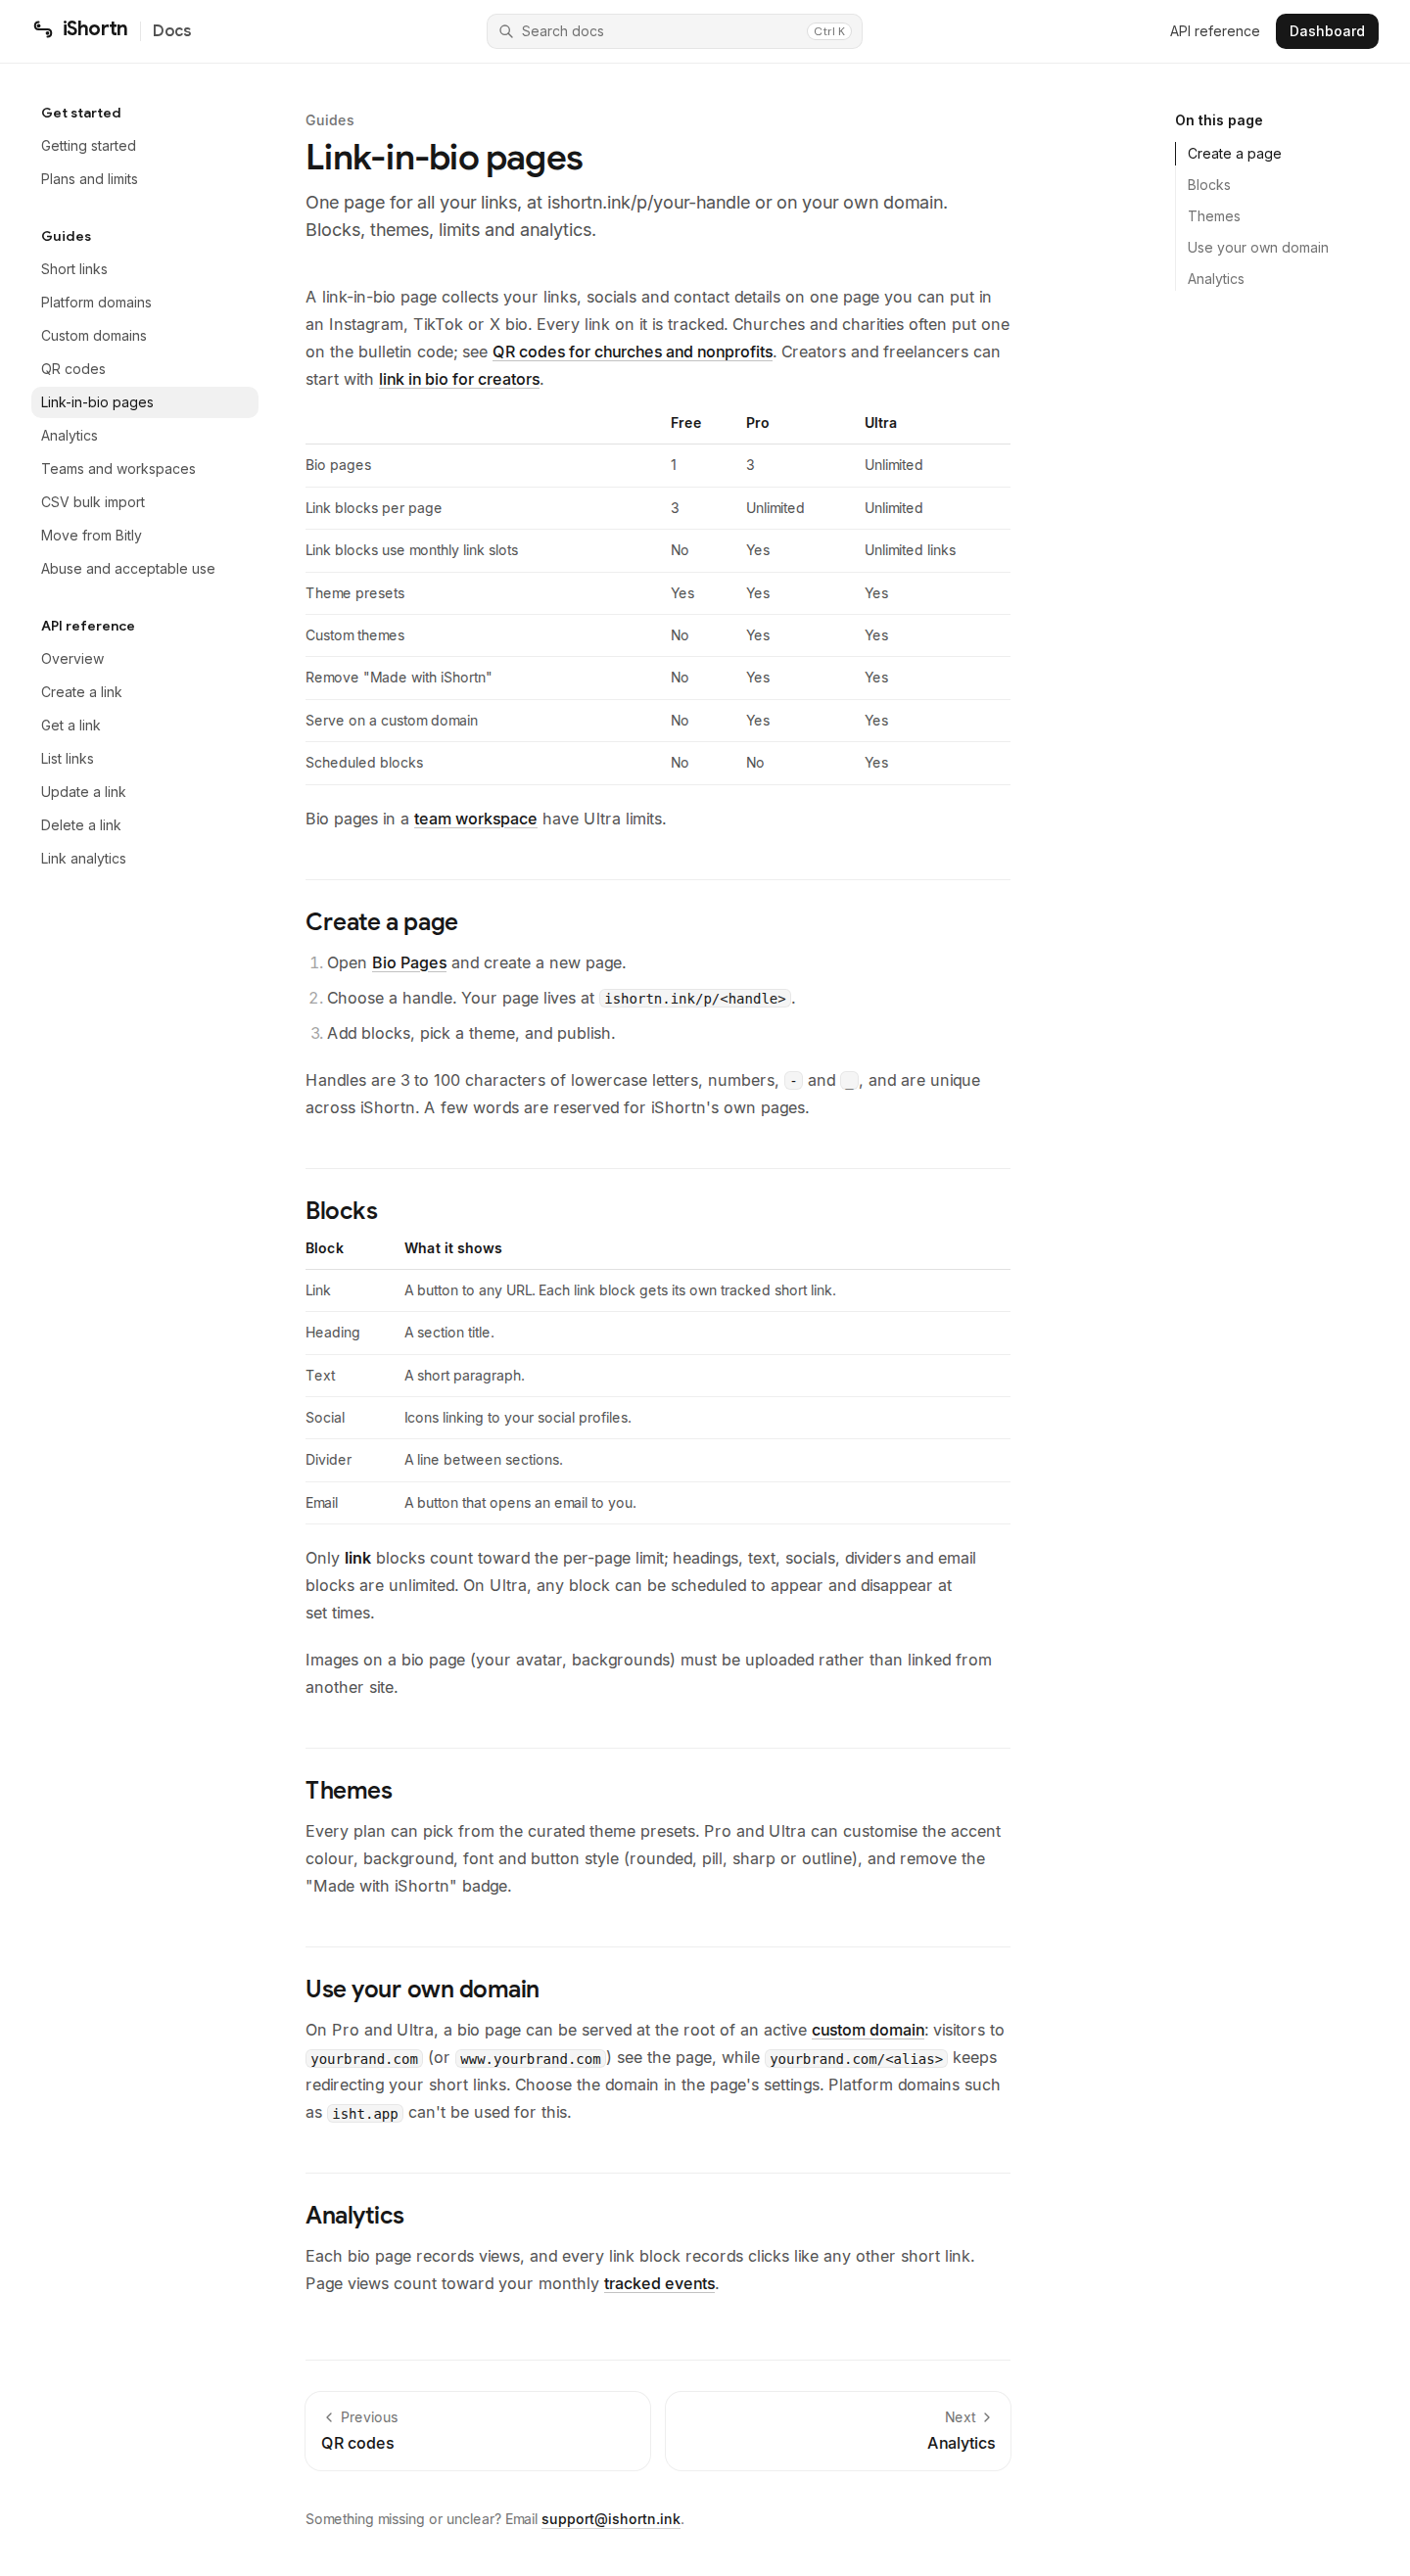 iShortn
Docs
Search docs
Ctrl K
API reference
Dashboard
Get started
Getting started
Plans and limits
Guides
Short links
Platform domains
Custom domains
QR codes
Link-in-bio pages
Analytics
Teams and workspaces
CSV bulk import
Move from Bitly
Abuse and acceptable use
API reference
Overview
Create a link
Get a link
List links
Update a link
Delete a link
Link analytics
Guides
Link-in-bio pages
One page for all your links, at ishortn.ink/p/your-handle or on your own domain.
Blocks, themes, limits and analytics.
A link-in-bio page collects your links, socials and contact details on one page you can put in
an Instagram, TikTok or X bio. Every link on it is tracked. Churches and charities often put one
on the bulletin code; see QR codes for churches and nonprofits. Creators and freelancers can
start with link in bio for creators.
Free Pro Ultra
Bio pages 1 3 Unlimited
Link blocks per page 3 Unlimited Unlimited
Link blocks use monthly link slots No Yes Unlimited links
Theme presets Yes Yes Yes
Custom themes No Yes Yes
Remove "Made with iShortn" No Yes Yes
Serve on a custom domain No Yes Yes
Scheduled blocks No No Yes
Bio pages in a team workspace have Ultra limits.
Create a page
1. Open Bio Pages and create a new page.
2. Choose a handle. Your page lives at ishortn.ink/p/<handle>.
3. Add blocks, pick a theme, and publish.
Handles are 3 to 100 characters of lowercase letters, numbers, - and _, and are unique
across iShortn. A few words are reserved for iShortn's own pages.
Blocks
Block What it shows
Link A button to any URL. Each link block gets its own tracked short link.
Heading A section title.
Text A short paragraph.
Social Icons linking to your social profiles.
Divider A line between sections.
Email A button that opens an email to you.
Only link blocks count toward the per-page limit; headings, text, socials, dividers and email
blocks are unlimited. On Ultra, any block can be scheduled to appear and disappear at
set times.
Images on a bio page (your avatar, backgrounds) must be uploaded rather than linked from
another site.
Themes
Every plan can pick from the curated theme presets. Pro and Ultra can customise the accent
colour, background, font and button style (rounded, pill, sharp or outline), and remove the
"Made with iShortn" badge.
Use your own domain
On Pro and Ultra, a bio page can be served at the root of an active custom domain: visitors to
yourbrand.com (or www.yourbrand.com) see the page, while yourbrand.com/<alias> keeps
redirecting your short links. Choose the domain in the page's settings. Platform domains such
as isht.app can't be used for this.
Analytics
Each bio page records views, and every link block records clicks like any other short link.
Page views count toward your monthly tracked events.
Previous
QR codes
Next
Analytics
Something missing or unclear? Email support@ishortn.ink.
On this page
Create a page
Blocks
Themes
Use your own domain
Analytics